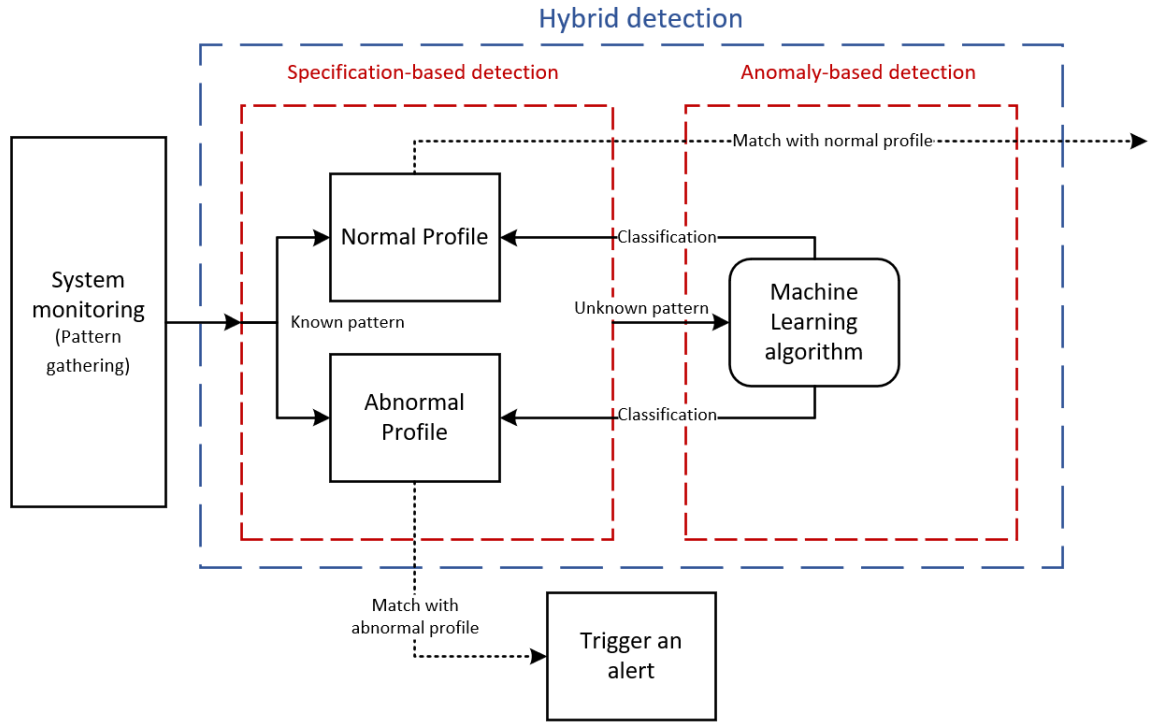 Hybrid detection
Specification-based detection
Anomaly-based detection
Match with normal profile
Normal Profile
Classification
System
monitoring
(Pattern
gathering)
Known pattern
Unknown pattern
Machine
Learning
algorithm
Abnormal
Profile
Classification
Match with
abnormal profile
Trigger an
alert